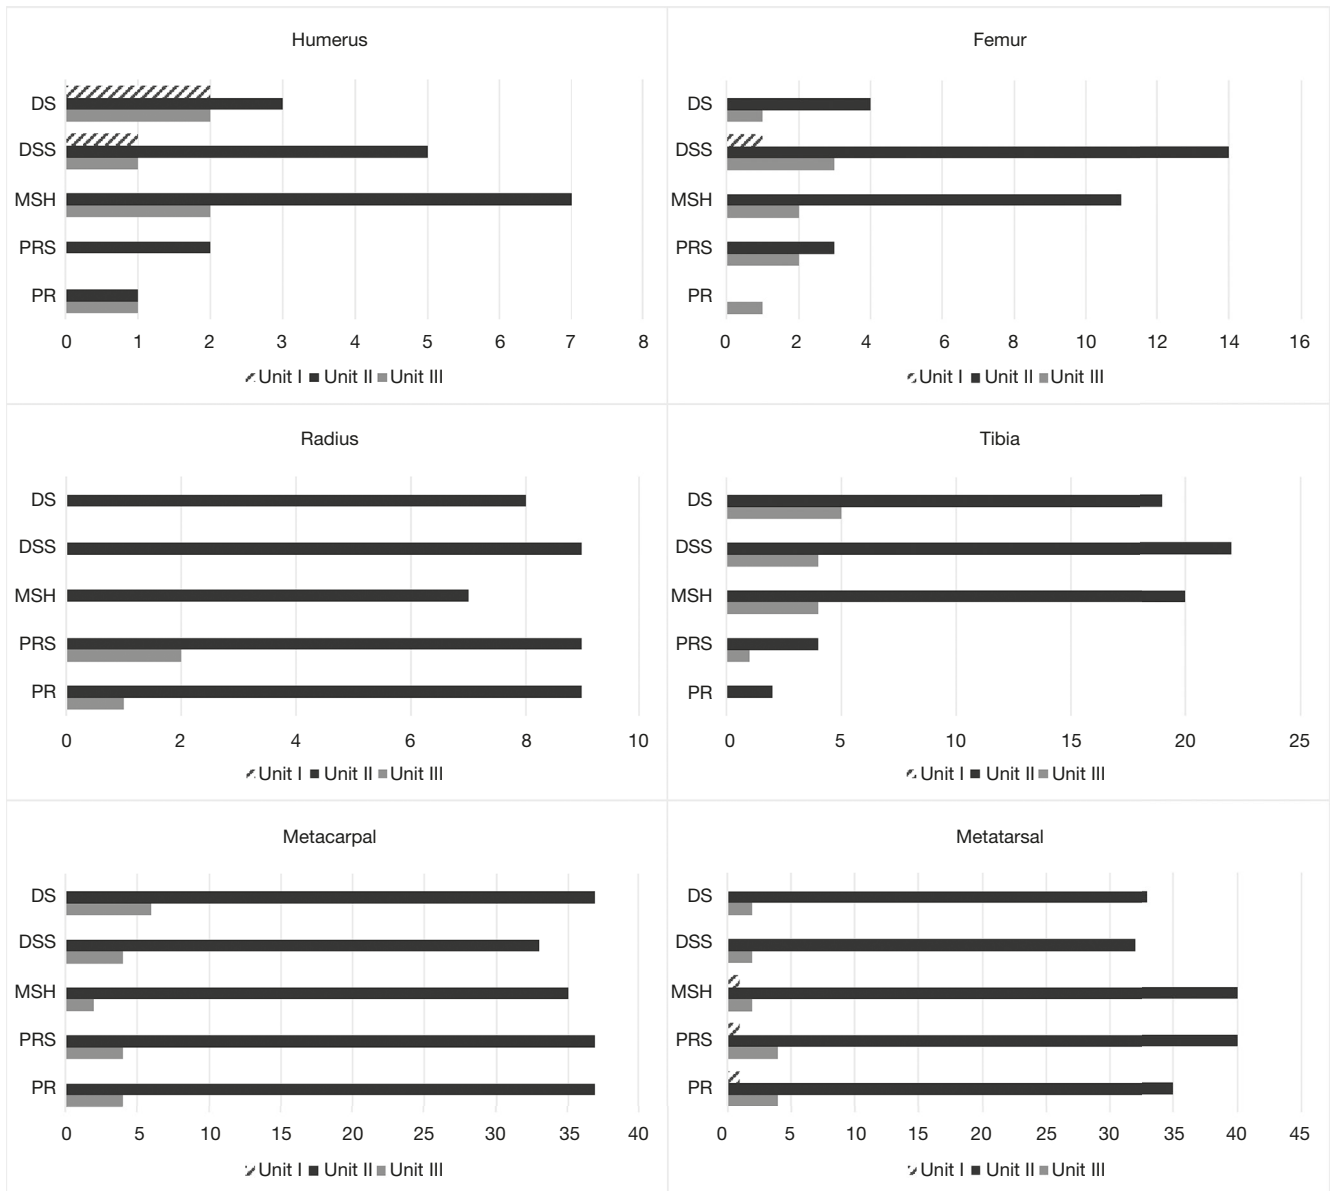 Humerus
DS
DSS
MSH
PRS
PR
0 1 2 3 4 5 6 7 8
Unit I Unit II Unit III
Femur
DS
DSS
MSH
PRS
PR
0 2 4 6 8 10 12 14 16
Unit I Unit II Unit III
Radius
DS
DSS
MSH
PRS
PR
0 2 4 6 8 10
Unit I Unit II Unit III
Tibia
DS
DSS
MSH
PRS
PR
0 5 10 15 20 25
Unit I Unit II Unit III
Metacarpal
DS
DSS
MSH
PRS
PR
0 5 10 15 20 25 30 35 40
Unit I Unit II Unit III
Metatarsal
DS
DSS
MSH
PRS
PR
0 5 10 15 20 25 30 35 40 45
Unit I Unit II Unit III